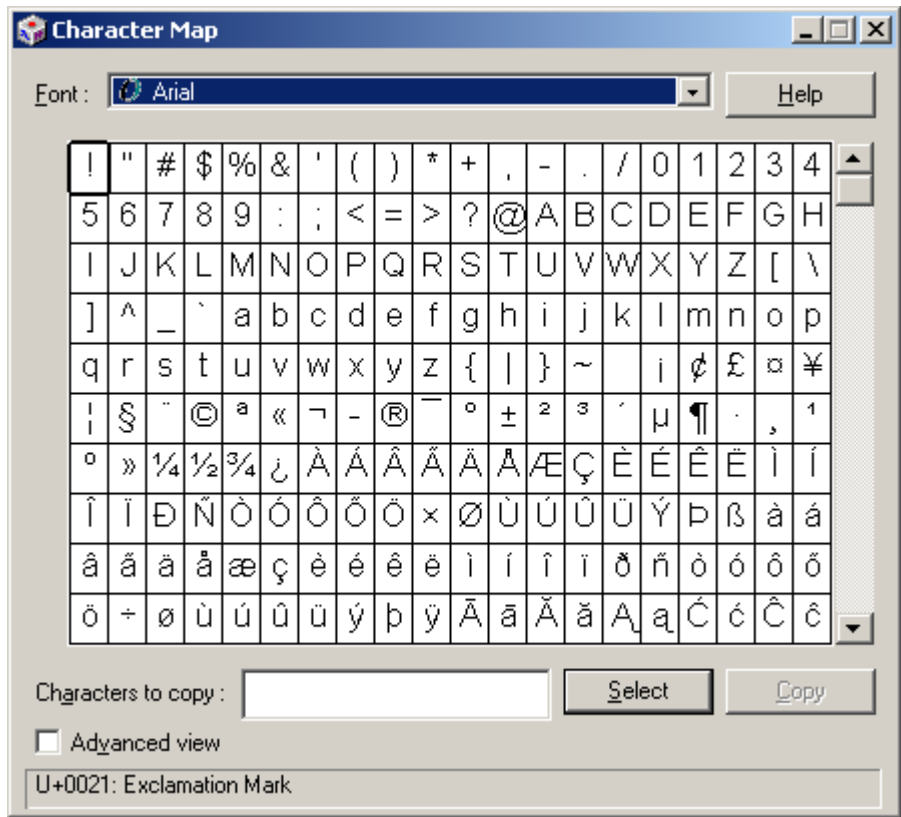 Character Map
Font : Arial Help
! " # $ % & ' ( ) * + , - . / 0 1 2 3 4
5 6 7 8 9 : ; < = > ? @ A B C D E F G H
I J K L M N O P Q R S T U V W X Y Z [ \
] ^ _ ` a b c d e f g h i j k l m n o p
q r s t u v w x y z { | } ~ ¡ ¢ £ ¤ ¥
¦ § ¨ © ª « ¬ - ® ¯ ° ± ² ³ ´ µ ¶ · ¸ ¹
º » ¼ ½ ¾ ¿ À Á Â Ã Ä Å Æ Ç È É Ê Ë Ì Í
Î Ï Ð Ñ Ò Ó Ô Õ Ö × Ø Ù Ú Û Ü Ý Þ ß à á
â ã ä å æ ç è é ê ë ì í î ï ð ñ ò ó ô õ
ö ÷ ø ù ú û ü ý þ ÿ Ā ā Ă ă Ą ą Ć ć Ĉ ĉ
Characters to copy : Select Copy
Advanced view
U+0021: Exclamation Mark